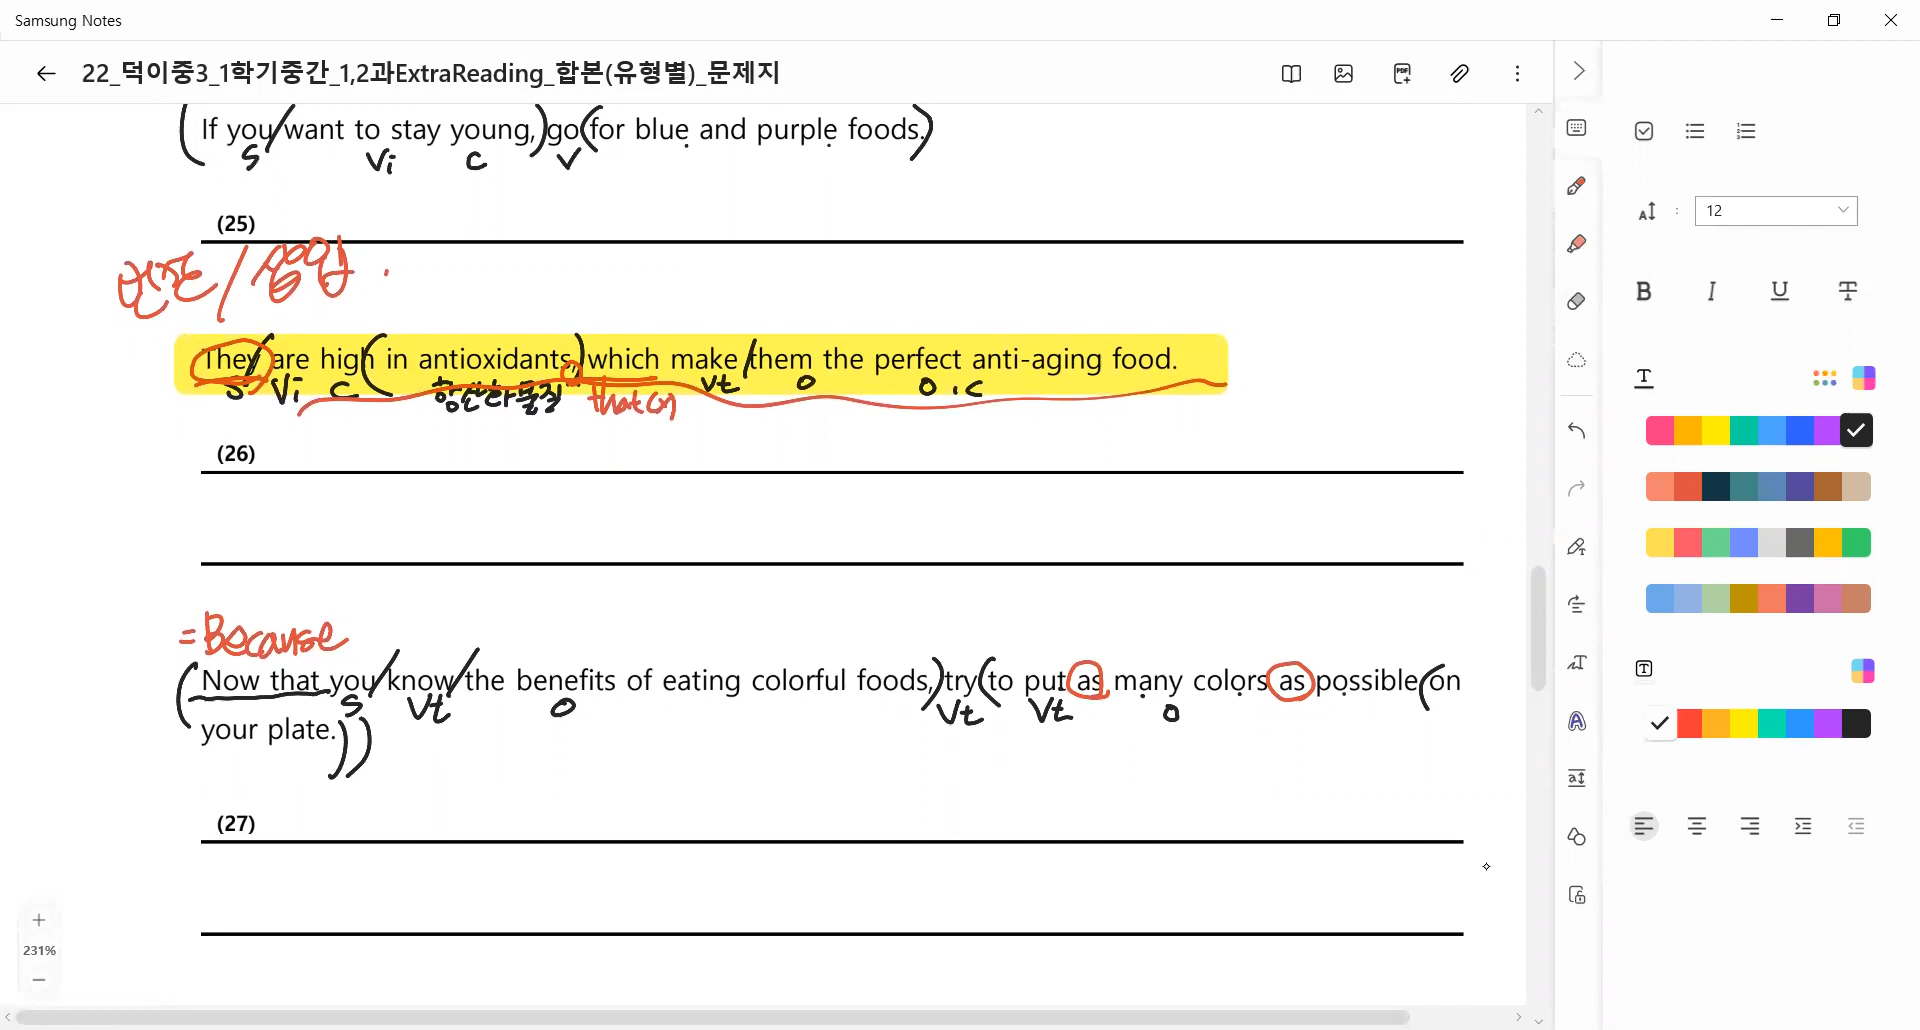 Samsung Notes
22_덕이중3_1학기중간_1,2과ExtraReading_합본(유형별)_문제지
(If you/want to stay young,) go (for blue and purple foods.)
S Vi C V
(25)
They/are high (in antioxidants,) which make/them the perfect anti-aging food.
S Vi C 항산화물질 that(x) Vt O O.C
(26)
=Because
(Now that you/know/the benefits of eating colorful foods,) try (to put as many colors as possible (on
S Vt O Vt Vt O
your plate.))
(27)
231%
12
B I U T
T
T